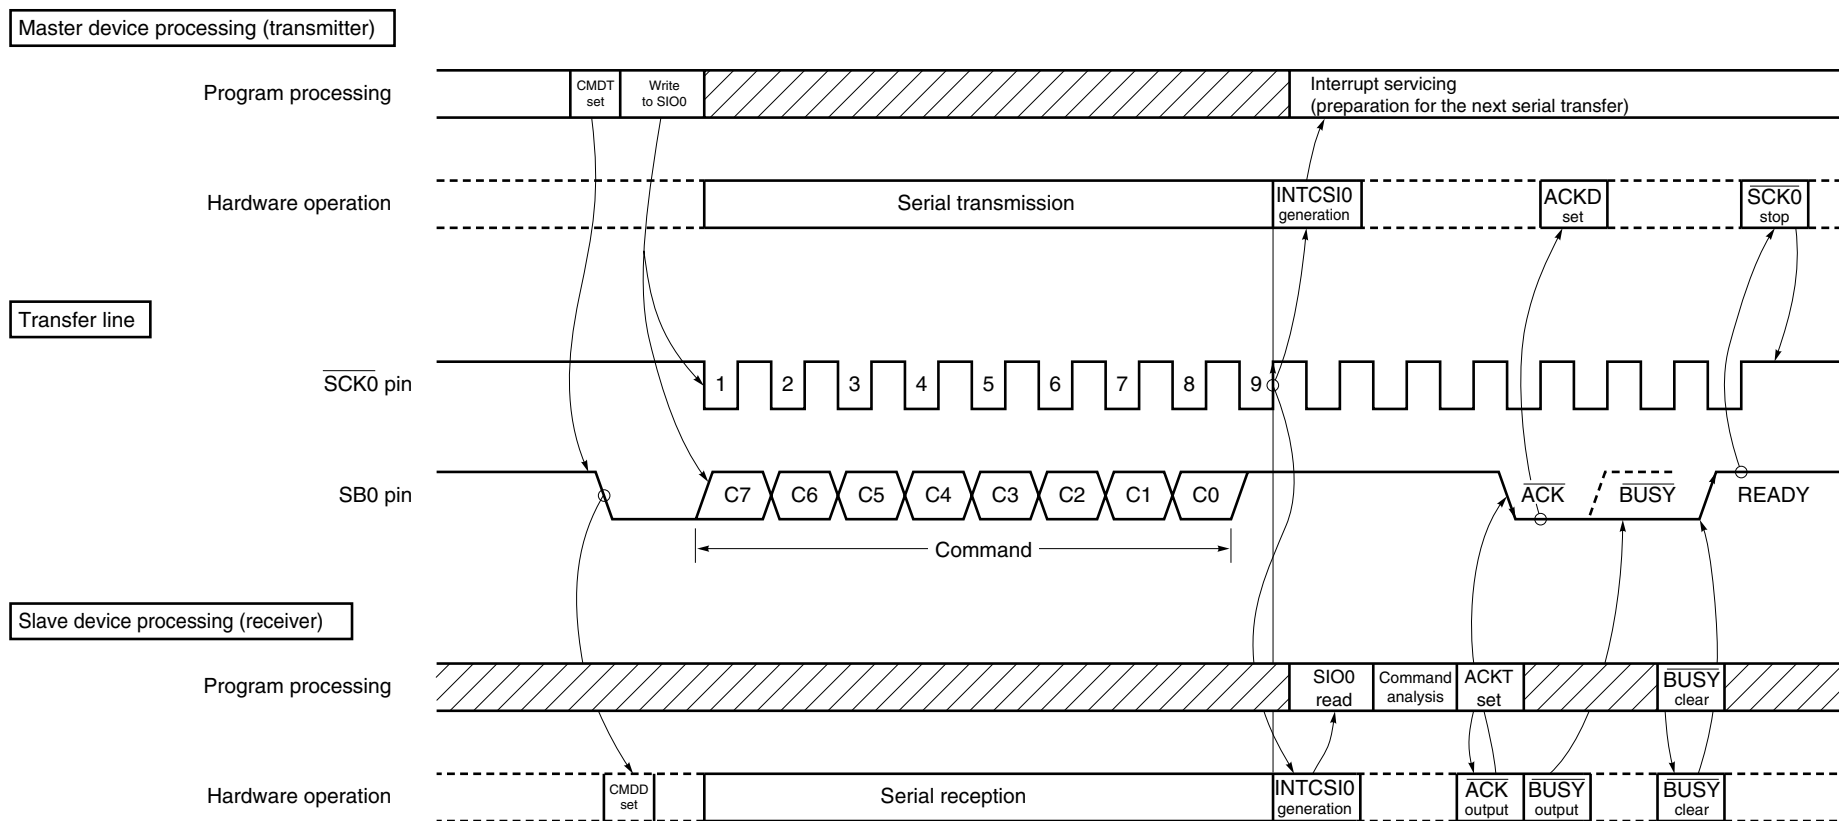 Master device processing (transmitter)
Program processing
CMDT
set
Write
to SIO0
Interrupt servicing
(preparation for the next serial transfer)
Hardware operation
Serial transmission
INTCSI0
generation
ACKD
set
SCK0
stop
Transfer line
SCK0 pin
1 2 3 4 5 6 7 8 9
SB0 pin
C7 C6 C5 C4 C3 C2 C1 C0
ACK
BUSY
READY
Command
Slave device processing (receiver)
Program processing
SIO0
read
Command
analysis
ACKT
set
BUSY
clear
Hardware operation
CMDD
set
Serial reception
INTCSI0
generation
ACK
output
BUSY
output
BUSY
clear